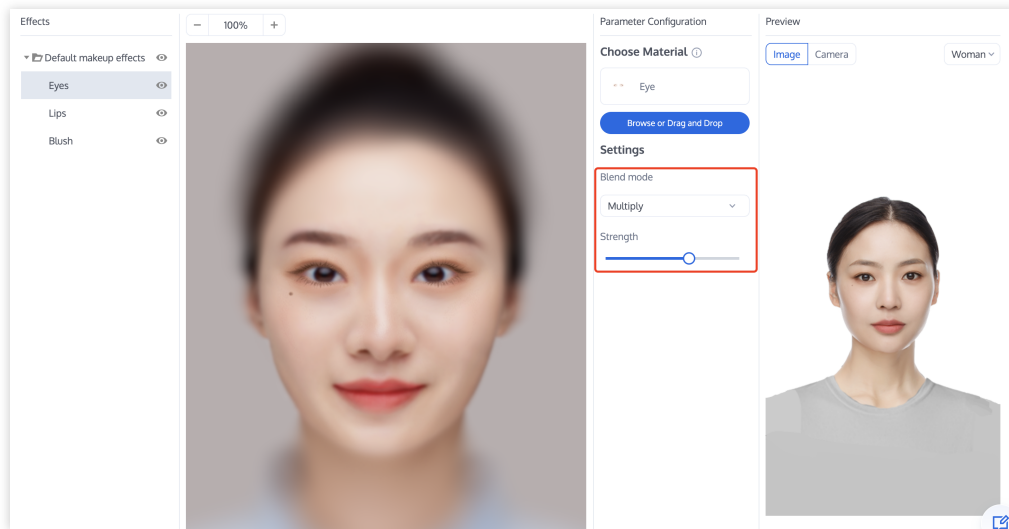 Effects
Default makeup effects
Eyes
Lips
Blush
− 100% +
Parameter Configuration
Choose Material
Eye
Browse or Drag and Drop
Settings
Blend mode
Multiply
Strength
Preview
Image Camera Woman